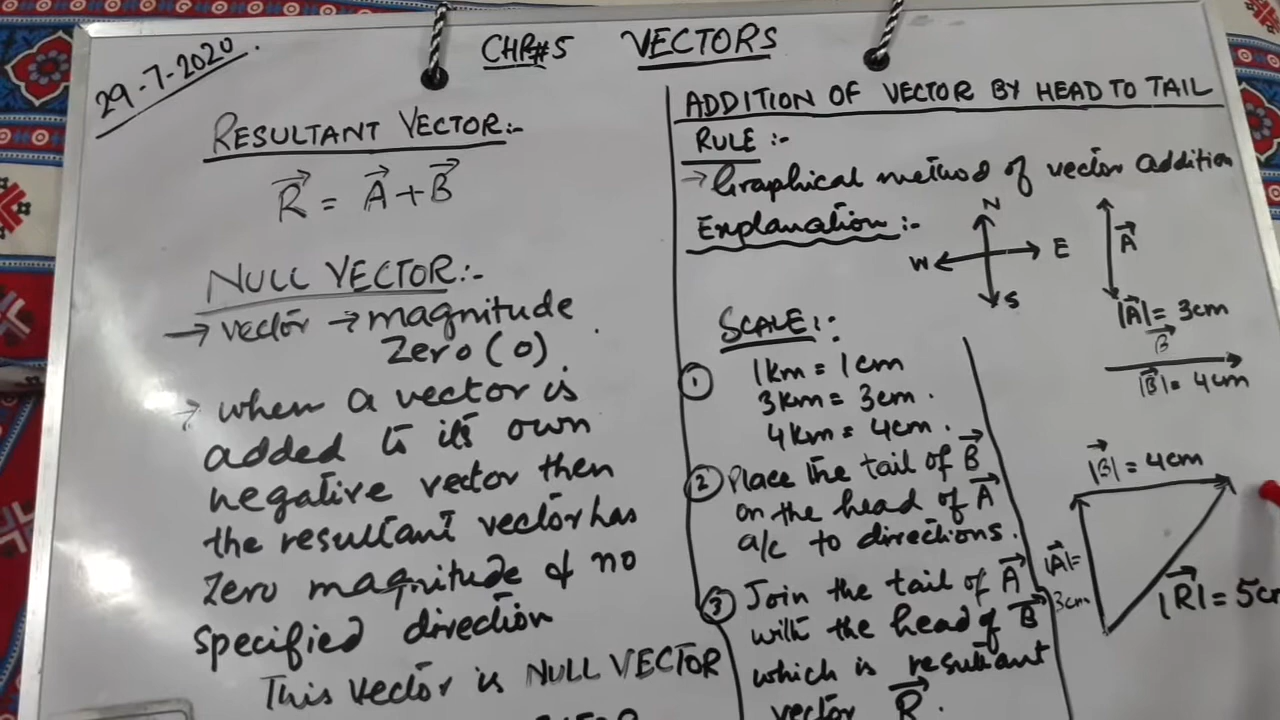 29-7-2020.
CHP#5 VECTORS
RESULTANT VECTOR:-
R⃗ = A⃗ + B⃗
NULL VECTOR:-
→ vector → magnitude
Zero (0).
→ when a vector is
added to its own
negative vector then
the resultant vector has
Zero magnitude & no
specified direction
This vector is NULL VECTOR
ADDITION OF VECTOR BY HEAD TO TAIL
RULE :-
→ Graphical method of vector addition
Explanation :-
N
W E
S
A⃗
|A⃗| = 3cm
B⃗
|B⃗| = 4cm
SCALE:-
① 1km = 1cm
3km = 3cm.
4km = 4cm.
② Place the tail of B⃗
on the head of A⃗
a/c to directions.
③ Join the tail of A⃗
with the head of B⃗
which is resultant
vector R⃗.
|B⃗| = 4cm
|A⃗| =
3cm
|R⃗| = 5c